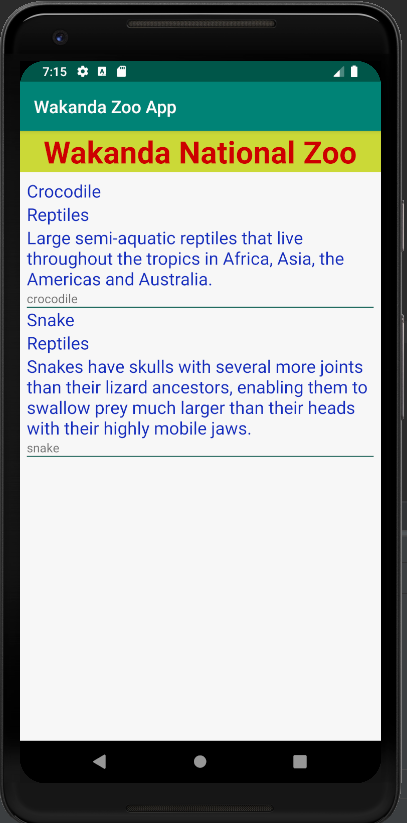 7:15
Wakanda Zoo App
Wakanda National Zoo
Crocodile
Reptiles
Large semi-aquatic reptiles that live
throughout the tropics in Africa, Asia, the
Americas and Australia.
crocodile
Snake
Reptiles
Snakes have skulls with several more joints
than their lizard ancestors, enabling them to
swallow prey much larger than their heads
with their highly mobile jaws.
snake